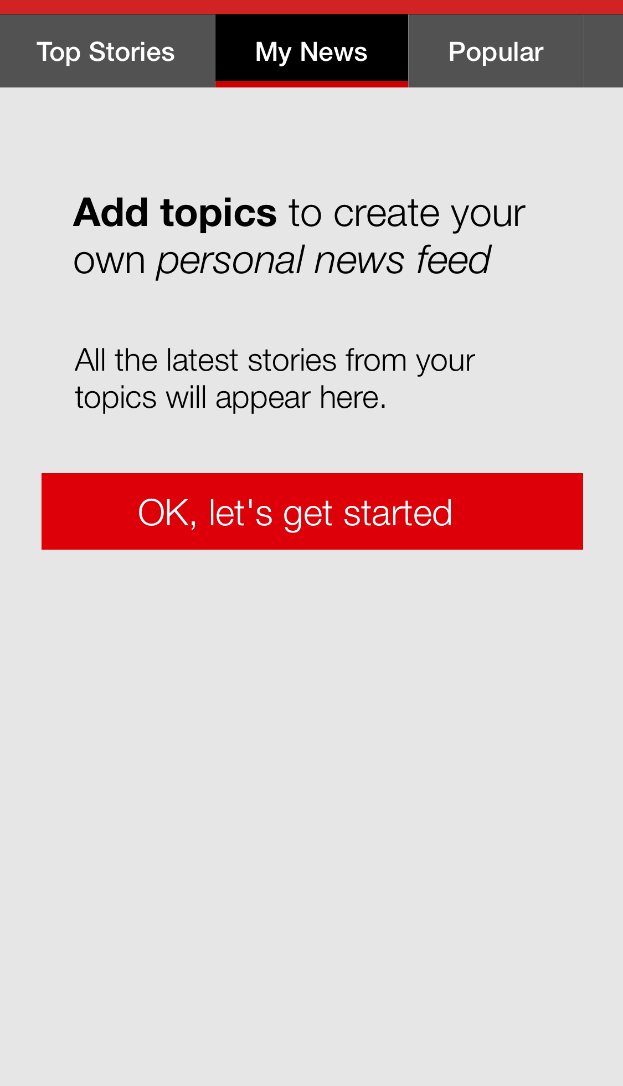 Top Stories My News Popular
Add topics to create your
own personal news feed
All the latest stories from your
topics will appear here.
OK, let's get started